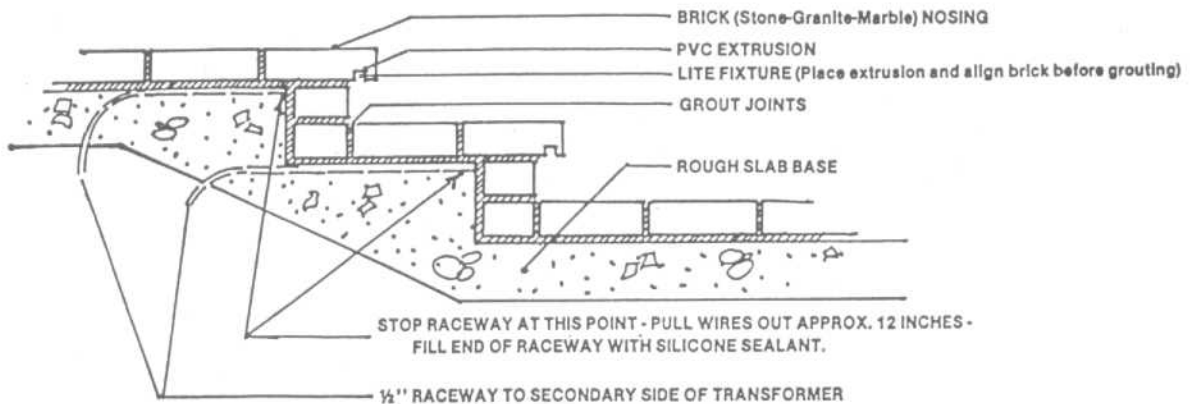 BRICK (Stone-Granite-Marble) NOSING
PVC EXTRUSION
LITE FIXTURE (Place extrusion and align brick before grouting)
GROUT JOINTS
ROUGH SLAB BASE
STOP RACEWAY AT THIS POINT - PULL WIRES OUT APPROX. 12 INCHES -
FILL END OF RACEWAY WITH SILICONE SEALANT.
½'' RACEWAY TO SECONDARY SIDE OF TRANSFORMER